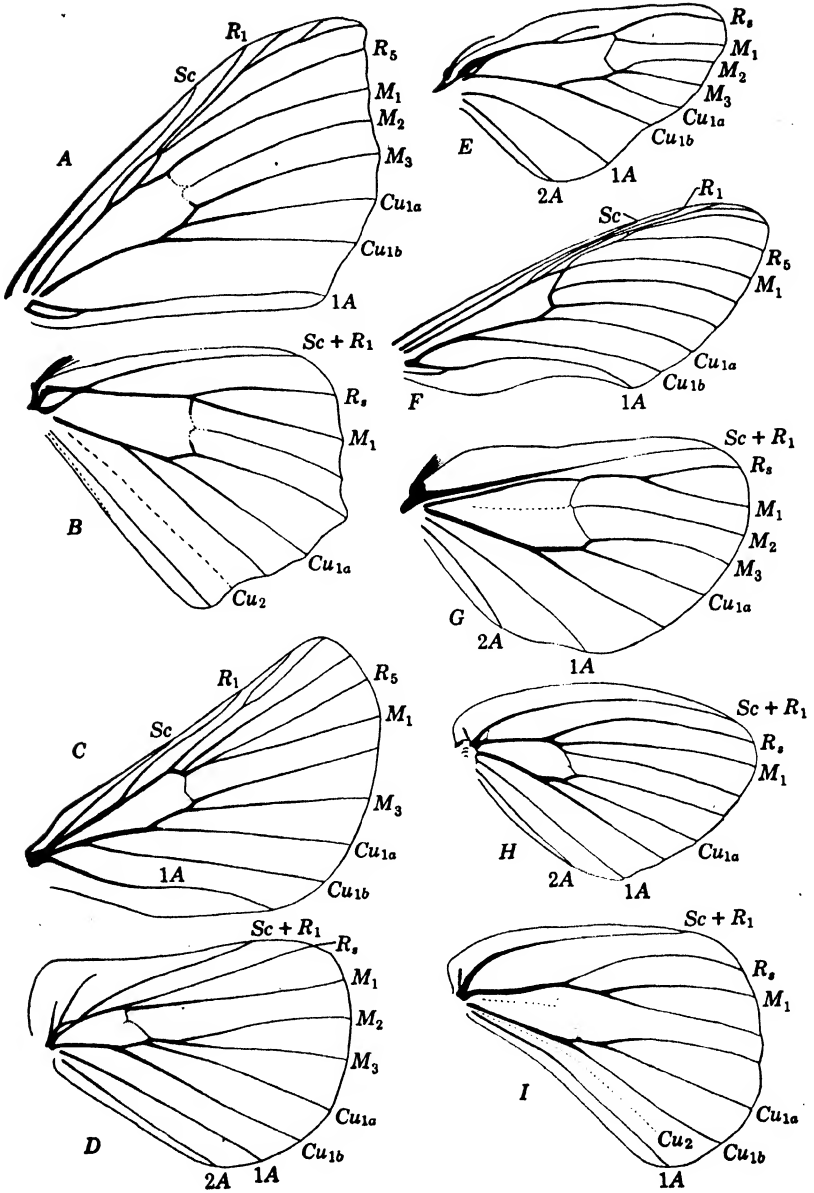 A
Sc
R1
R5
M1
M2
M3
Cu1a
Cu1b
1A
B
Sc + R1
Rs
M1
Cu1a
Cu2
C
Sc
R1
R5
M1
M3
Cu1a
Cu1b
1A
D
Sc + R1
Rs
M1
M2
M3
Cu1a
Cu1b
1A
2A
E
Rs
M1
M2
M3
Cu1a
Cu1b
1A
2A
F
Sc
R1
R5
M1
Cu1a
Cu1b
1A
G
Sc + R1
Rs
M1
M2
M3
Cu1a
1A
2A
H
Sc + R1
Rs
M1
Cu1a
1A
2A
I
Sc + R1
Rs
M1
Cu1a
Cu1b
Cu2
1A